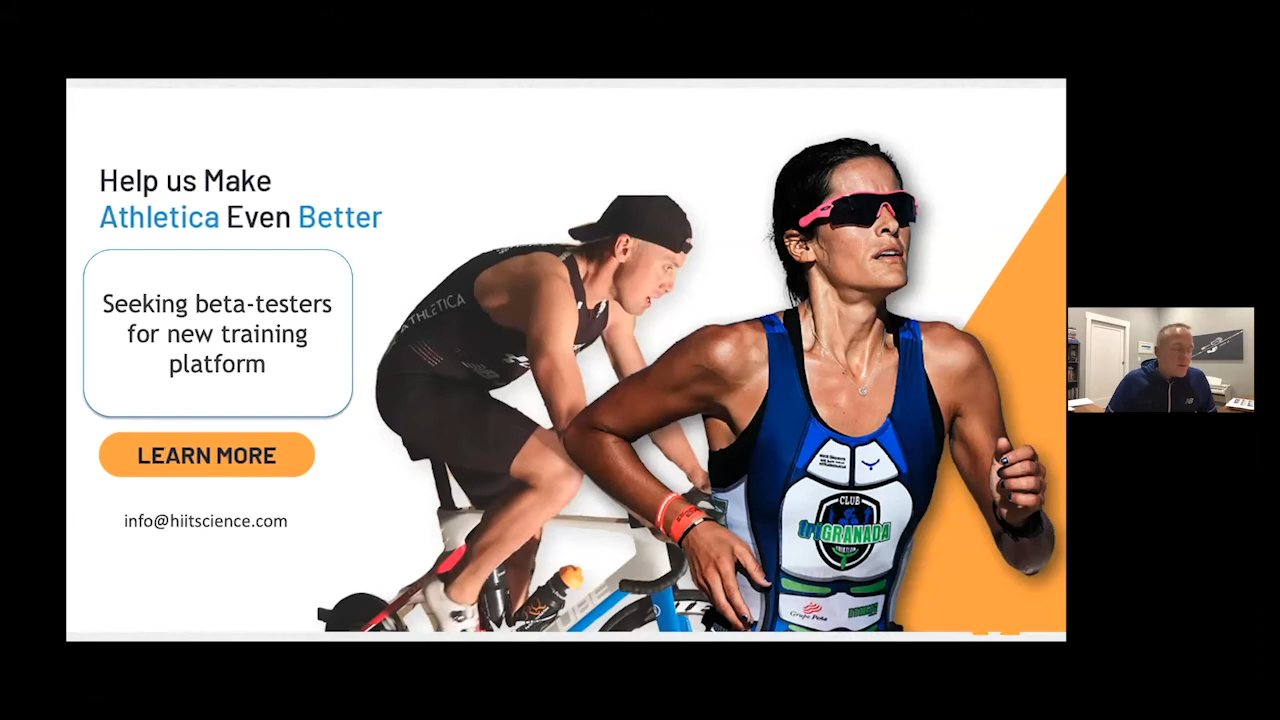 Help us Make
Athletica Even Better
Seeking beta-testers
for new training
platform
LEARN MORE
info@hiitscience.com
ATHLETICA
CLUB
triGRANADA
TRIATLÓN
Grupo Peña